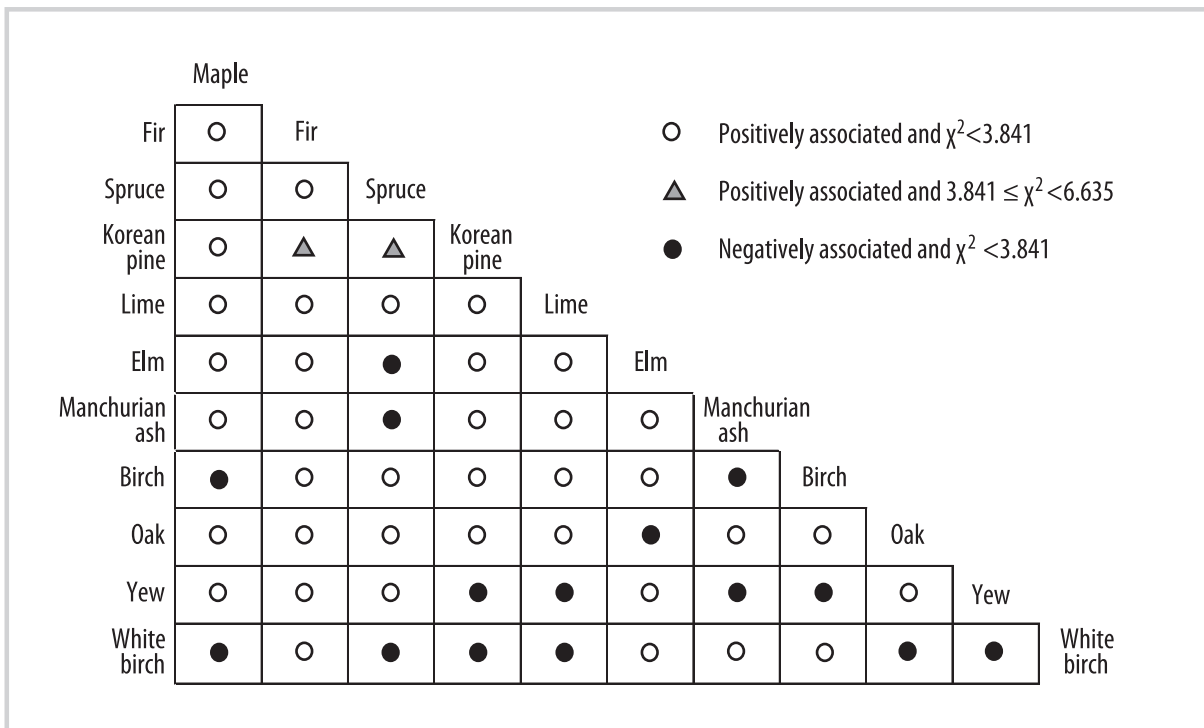 Maple
Fir
Fir
Positively associated and χ²<3.841
Spruce
Spruce
Positively associated and 3.841 ≤ χ²<6.635
Korean
pine
Korean
pine
Negatively associated and χ² <3.841
Lime
Lime
Elm
Elm
Manchurian
ash
Manchurian
ash
Birch
Birch
Oak
Oak
Yew
Yew
White
birch
White
birch